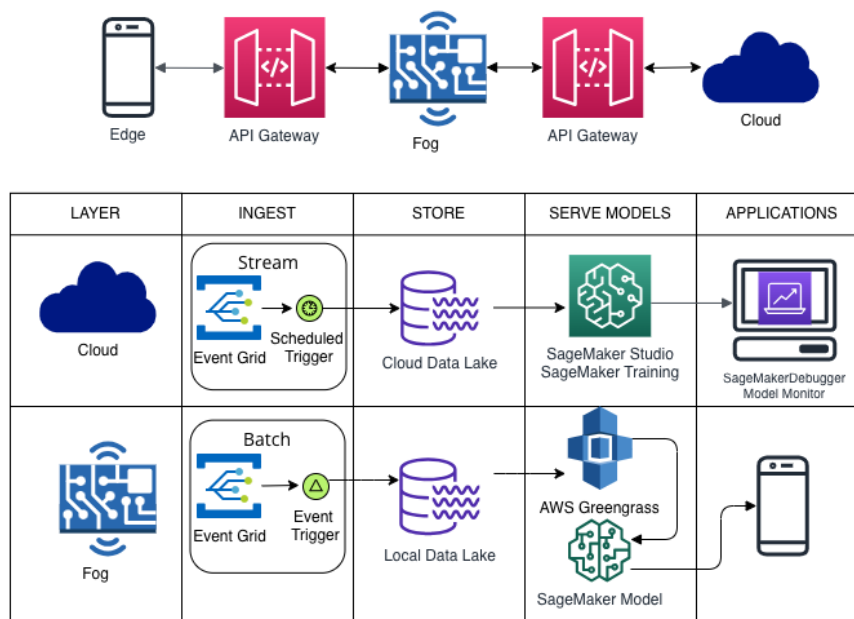 Edge
API Gateway
Fog
API Gateway
Cloud
LAYER
INGEST
STORE
SERVE MODELS
APPLICATIONS
Cloud
Stream
Event Grid
Scheduled
Trigger
Cloud Data Lake
SageMaker Studio
SageMaker Training
SageMakerDebugger
Model Monitor
Fog
Batch
Event Grid
Event
Trigger
Local Data Lake
AWS Greengrass
SageMaker Model